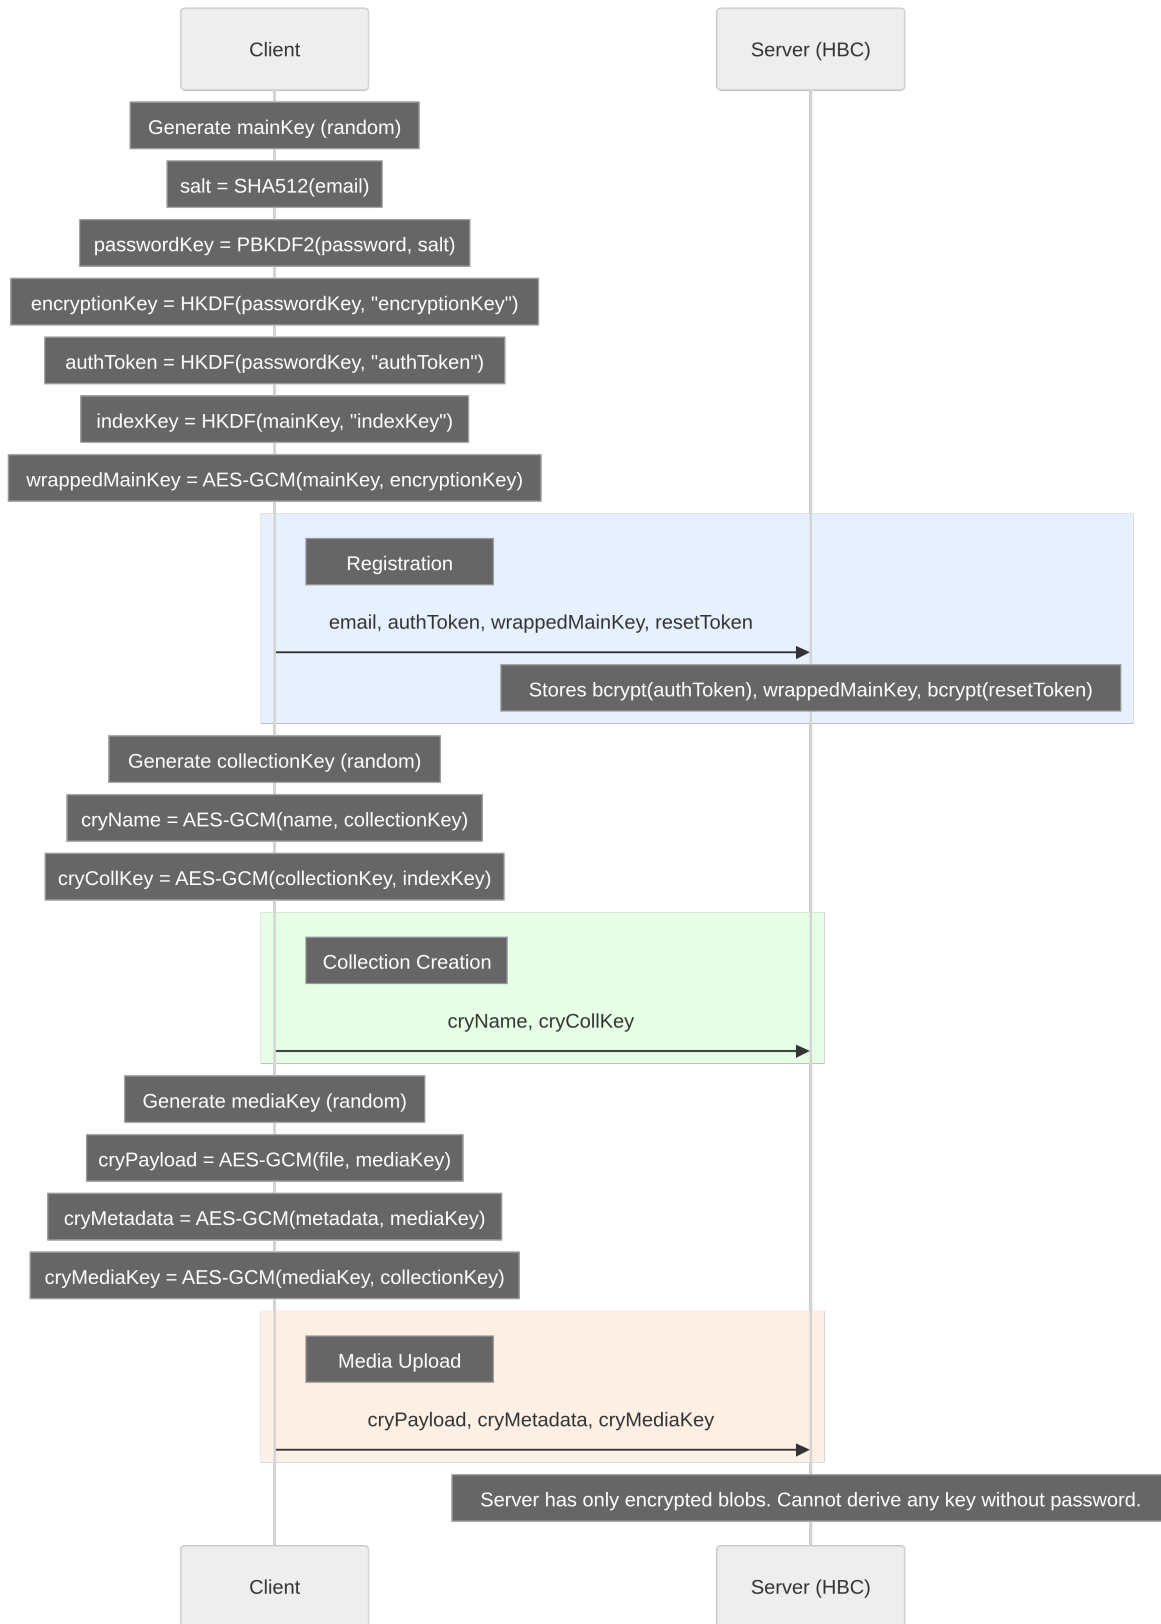 Client
Server (HBC)
Generate mainKey (random)
salt = SHA512(email)
passwordKey = PBKDF2(password, salt)
encryptionKey = HKDF(passwordKey, "encryptionKey")
authToken = HKDF(passwordKey, "authToken")
indexKey = HKDF(mainKey, "indexKey")
wrappedMainKey = AES-GCM(mainKey, encryptionKey)
Registration
email, authToken, wrappedMainKey, resetToken
Stores bcrypt(authToken), wrappedMainKey, bcrypt(resetToken)
Generate collectionKey (random)
cryName = AES-GCM(name, collectionKey)
cryCollKey = AES-GCM(collectionKey, indexKey)
Collection Creation
cryName, cryCollKey
Generate mediaKey (random)
cryPayload = AES-GCM(file, mediaKey)
cryMetadata = AES-GCM(metadata, mediaKey)
cryMediaKey = AES-GCM(mediaKey, collectionKey)
Media Upload
cryPayload, cryMetadata, cryMediaKey
Server has only encrypted blobs. Cannot derive any key without password.
Client
Server (HBC)